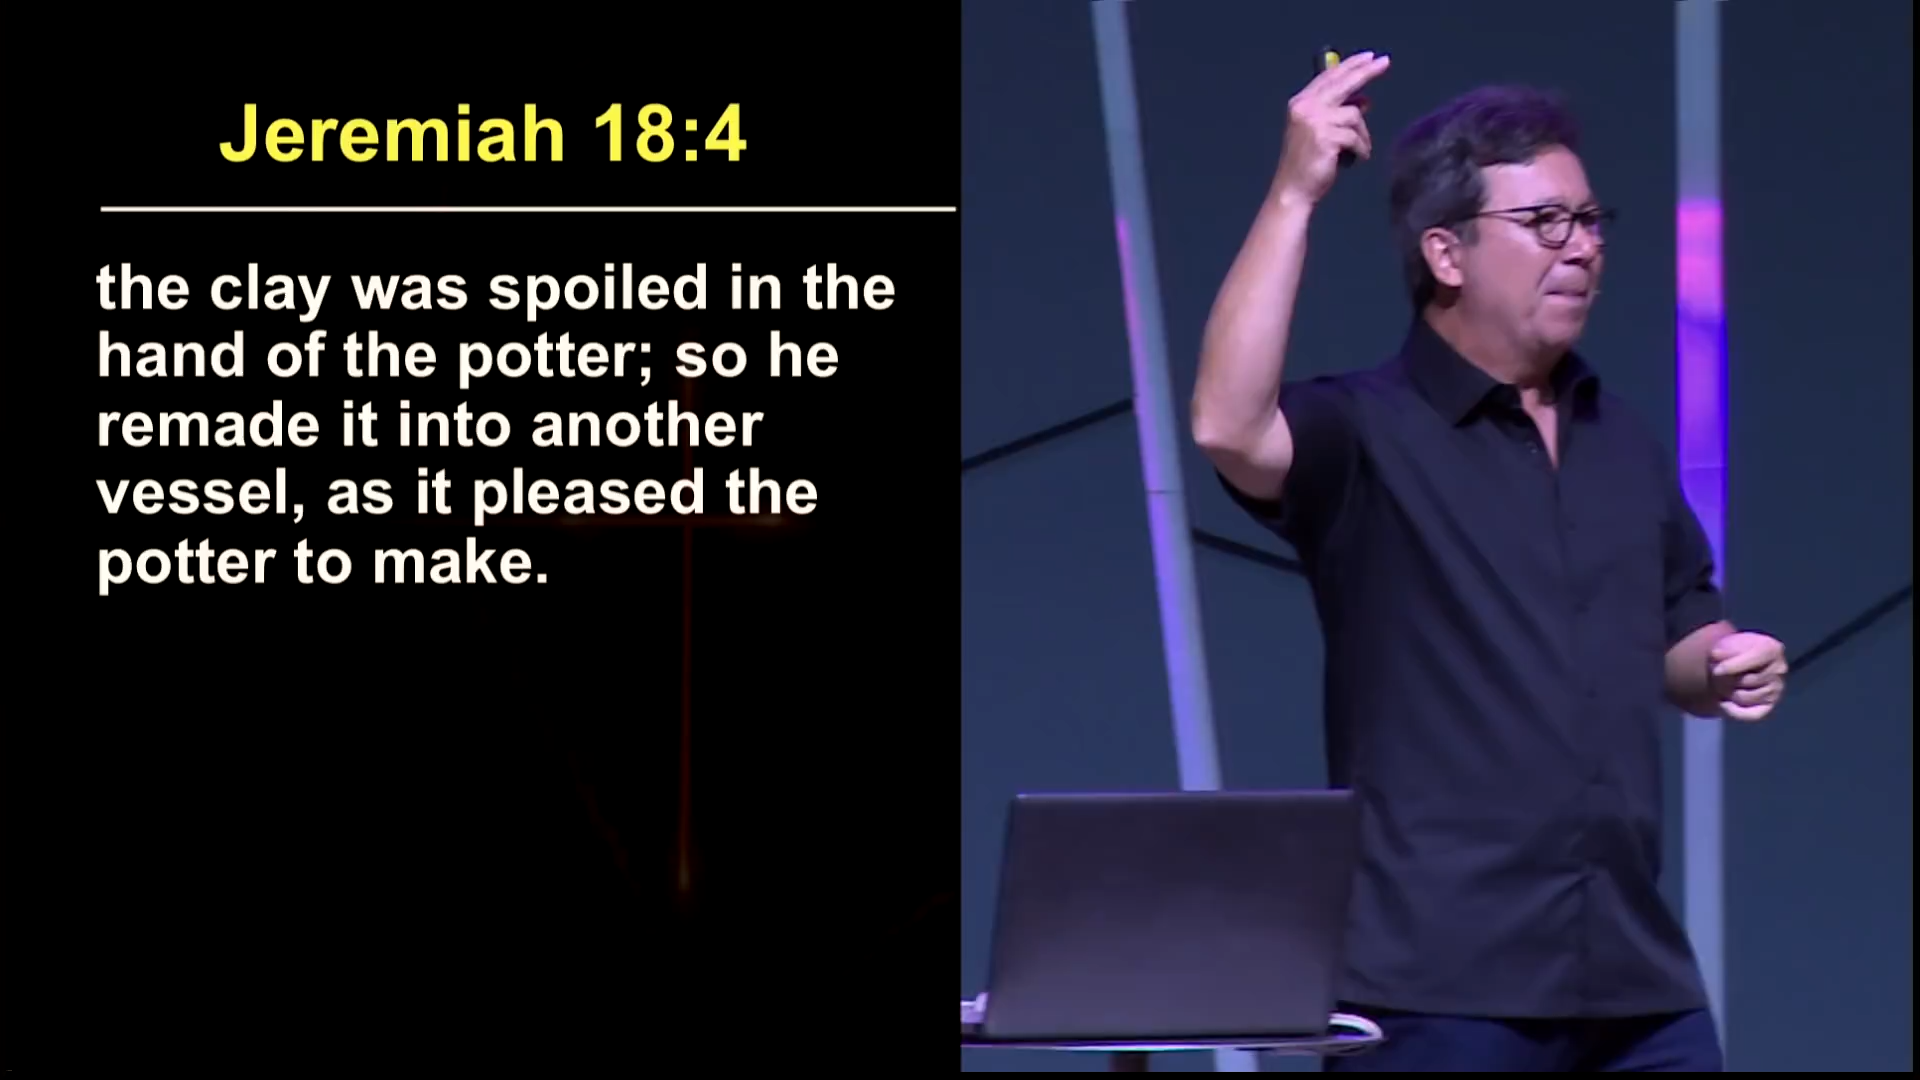 Jeremiah 18:4
the clay was spoiled in the
hand of the potter; so he
remade it into another
vessel, as it pleased the
potter to make.